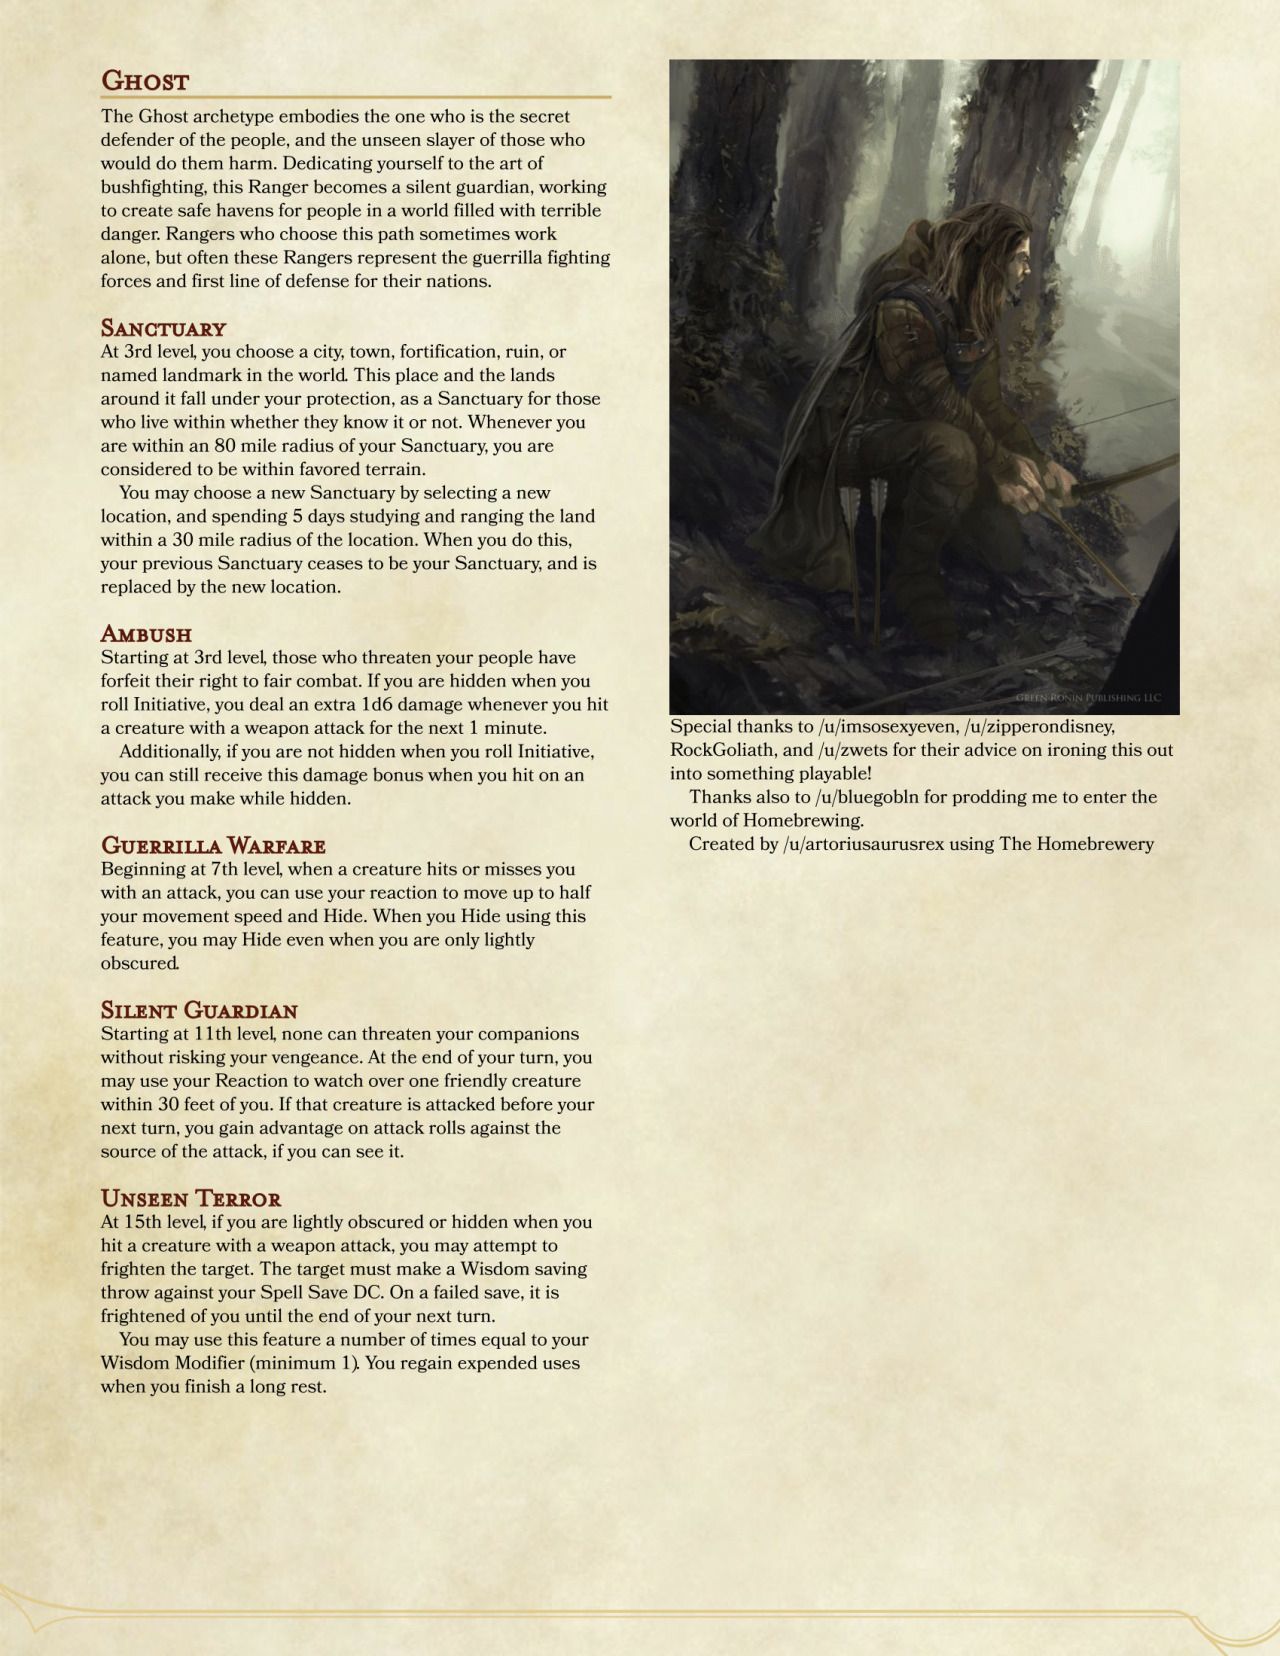 Ghost
The Ghost archetype embodies the one who is the secret
defender of the people, and the unseen slayer of those who
would do them harm. Dedicating yourself to the art of
bushfighting, this Ranger becomes a silent guardian, working
to create safe havens for people in a world filled with terrible
danger. Rangers who choose this path sometimes work
alone, but often these Rangers represent the guerrilla fighting
forces and first line of defense for their nations.
Sanctuary
At 3rd level, you choose a city, town, fortification, ruin, or
named landmark in the world. This place and the lands
around it fall under your protection, as a Sanctuary for those
who live within whether they know it or not. Whenever you
are within an 80 mile radius of your Sanctuary, you are
considered to be within favored terrain.
You may choose a new Sanctuary by selecting a new
location, and spending 5 days studying and ranging the land
within a 30 mile radius of the location. When you do this,
your previous Sanctuary ceases to be your Sanctuary, and is
replaced by the new location.
Ambush
Starting at 3rd level, those who threaten your people have
forfeit their right to fair combat. If you are hidden when you
roll Initiative, you deal an extra 1d6 damage whenever you hit
a creature with a weapon attack for the next 1 minute.
Additionally, if you are not hidden when you roll Initiative,
you can still receive this damage bonus when you hit on an
attack you make while hidden.
Guerrilla Warfare
Beginning at 7th level, when a creature hits or misses you
with an attack, you can use your reaction to move up to half
your movement speed and Hide. When you Hide using this
feature, you may Hide even when you are only lightly
obscured.
Silent Guardian
Starting at 11th level, none can threaten your companions
without risking your vengeance. At the end of your turn, you
may use your Reaction to watch over one friendly creature
within 30 feet of you. If that creature is attacked before your
next turn, you gain advantage on attack rolls against the
source of the attack, if you can see it.
Unseen Terror
At 15th level, if you are lightly obscured or hidden when you
hit a creature with a weapon attack, you may attempt to
frighten the target. The target must make a Wisdom saving
throw against your Spell Save DC. On a failed save, it is
frightened of you until the end of your next turn.
You may use this feature a number of times equal to your
Wisdom Modifier (minimum 1). You regain expended uses
when you finish a long rest.
Green Ronin Publishing LLC
Special thanks to /u/imsosexyeven, /u/zipperondisney,
RockGoliath, and /u/zwets for their advice on ironing this out
into something playable!
Thanks also to /u/bluegobln for prodding me to enter the
world of Homebrewing.
Created by /u/artoriusaurusrex using The Homebrewery